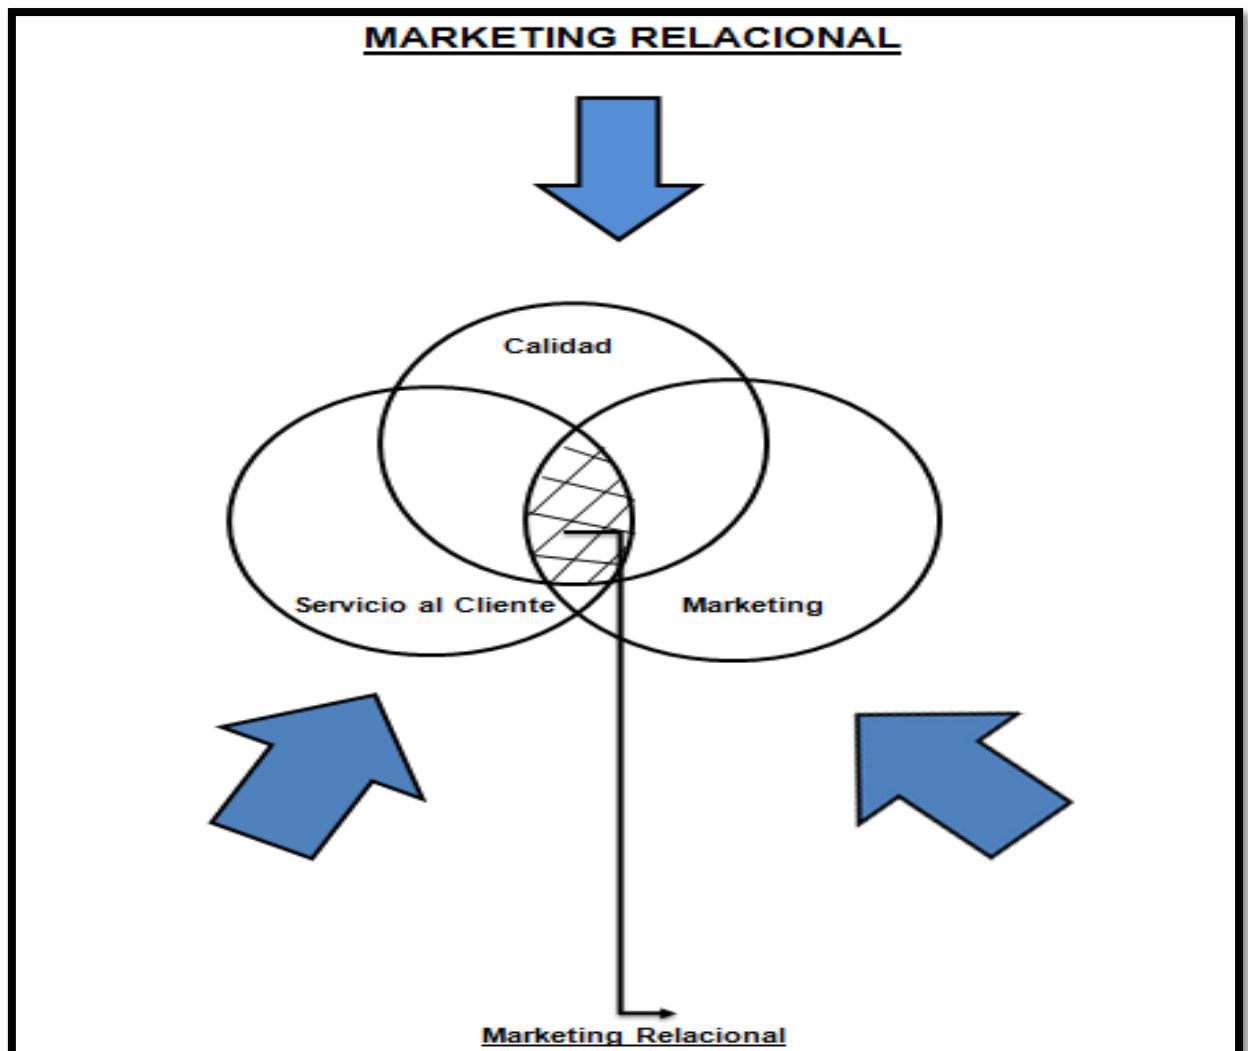 MARKETING RELACIONAL
Calidad
Servicio al Cliente
Marketing
Marketing Relacional